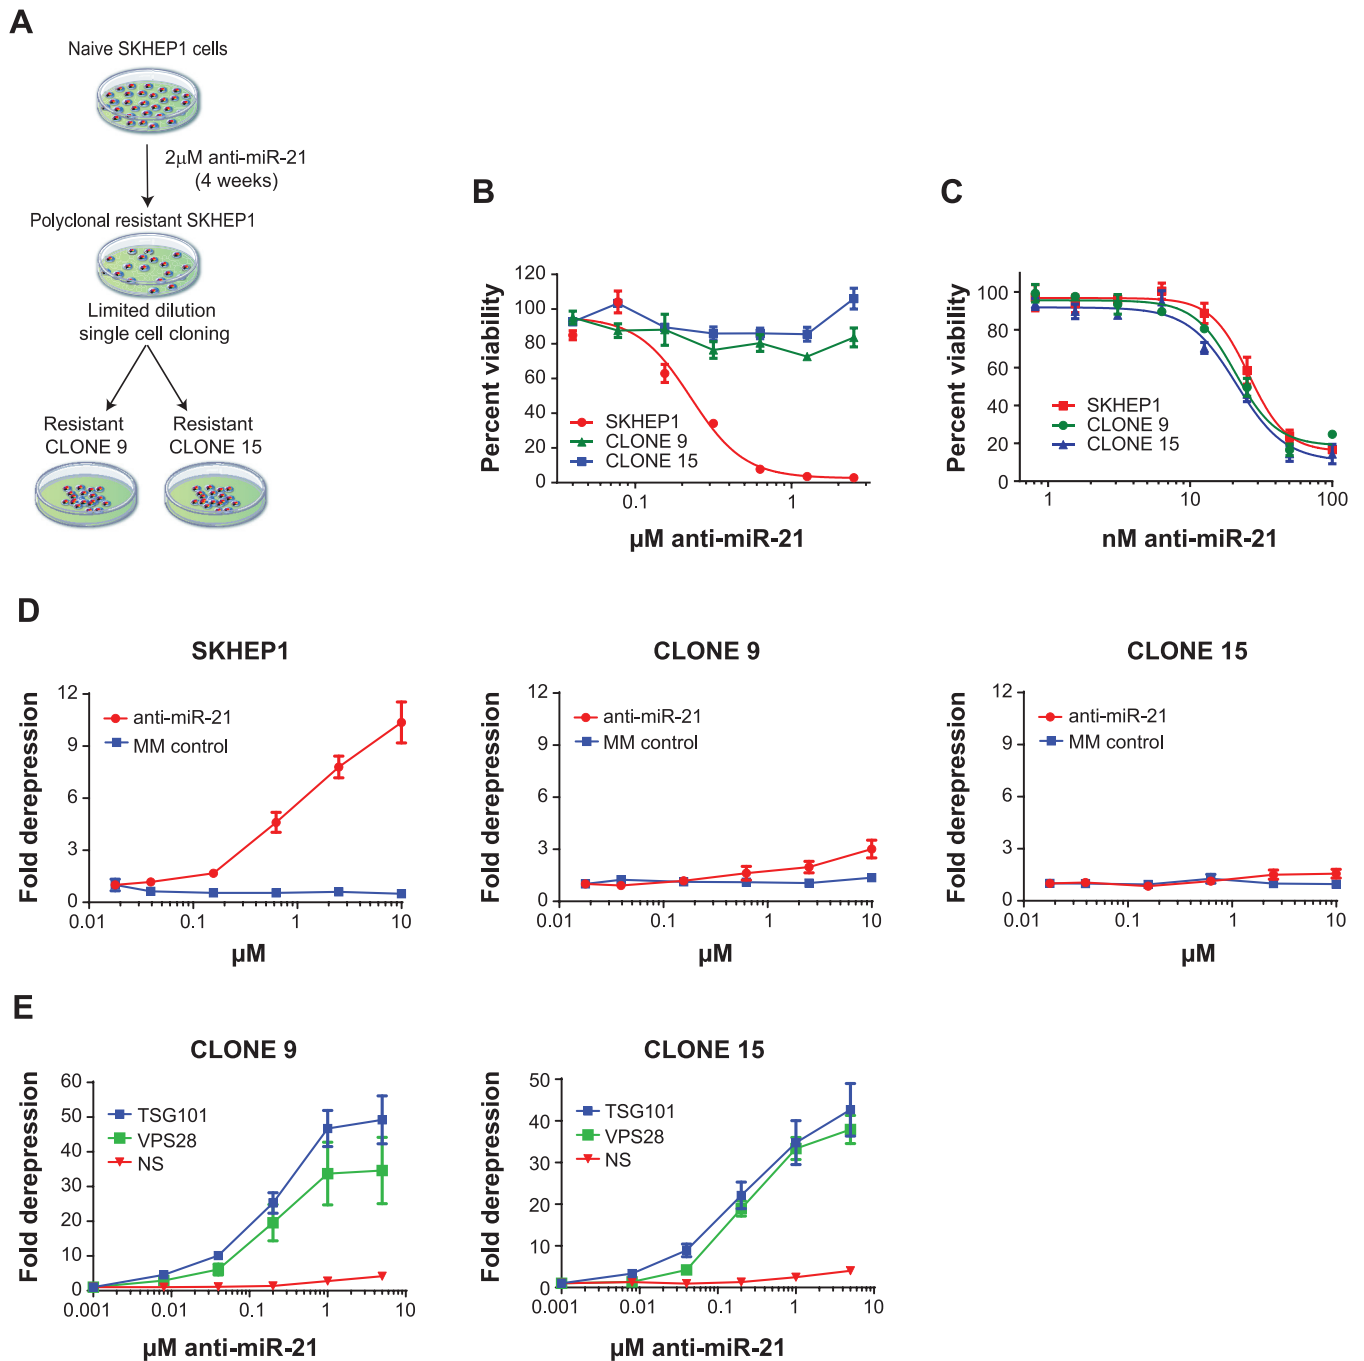 A
Naive SKHEP1 cells
2µM anti-miR-21
(4 weeks)
Polyclonal resistant SKHEP1
Limited dilution
single cell cloning
Resistant
CLONE 9
Resistant
CLONE 15
B
Percent viability
120
100
80
60
40
20
0
SKHEP1
CLONE 9
CLONE 15
0.1
1
µM anti-miR-21
C
Percent viability
100
80
60
40
20
0
SKHEP1
CLONE 9
CLONE 15
1
10
100
nM anti-miR-21
D
SKHEP1
Fold derepression
12
9
6
3
0
anti-miR-21
MM control
0.01
0.1
1
10
µM
CLONE 9
Fold derepression
12
9
6
3
0
anti-miR-21
MM control
0.01
0.1
1
10
µM
CLONE 15
Fold derepression
12
9
6
3
0
anti-miR-21
MM control
0.01
0.1
1
10
µM
E
CLONE 9
Fold derepression
60
50
40
30
20
10
0
TSG101
VPS28
NS
0.001
0.01
0.1
1
10
µM anti-miR-21
CLONE 15
Fold derepression
50
40
30
20
10
0
TSG101
VPS28
NS
0.001
0.01
0.1
1
10
µM anti-miR-21